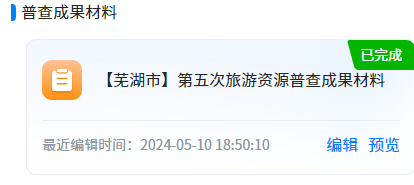 普查成果材料
已完成
【芜湖市】第五次旅游资源普查成果材料
最近编辑时间：2024-05-10 18:50:10 编辑 预览